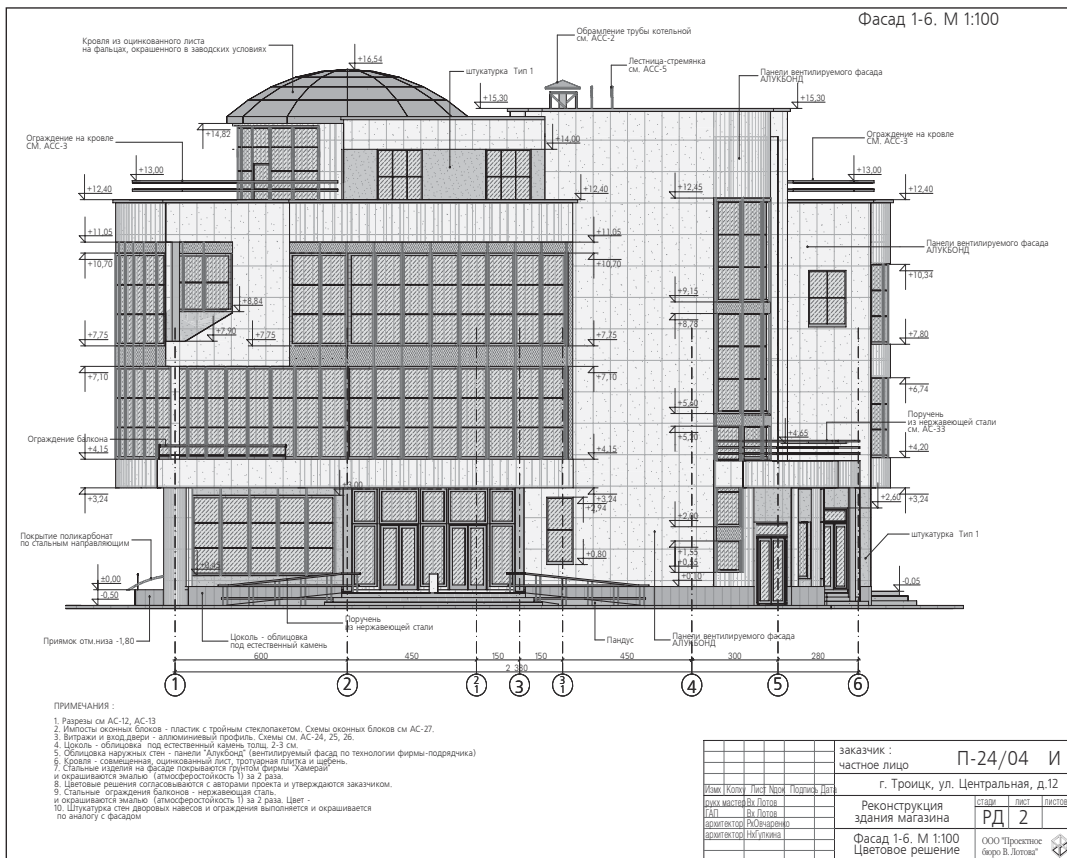 Фасад 1-6. М 1:100
Кровля из оцинкованного листа
на фальцах, окрашенного в заводских условиях
+16,54
Обрамление трубы котельной
см. АСС-2
Лестница-стремянка
см. АСС-5
штукатурка Тип 1
Панели вентилируемого фасада
АЛУКБОНД
+15,30
+15,30
+14,82
+14,00
Ограждение на кровле
СМ. АСС-3
Ограждение на кровле
СМ. АСС-3
+13,00
+13,00
+12,40
+12,40
+12,45
+12,40
+11,05
+11,05
Панели вентилируемого фасада
АЛУКБОНД
+10,70
+10,70
+10,34
+9,15
+8,84
+8,78
+7,90
+7,75
+7,75
+7,75
+7,80
+7,10
+7,10
+6,74
Поручень
из нержавеющей стали
см. АС-33
Ограждение балкона
+4,65
+4,15
+4,15
+4,20
+3,24
+3,24
+2,94
+2,60
+3,24
Покрытие поликарбонат
по стальным направляющим
штукатурка Тип 1
+0,45
+0,80
+1,55
±0,00
-0,50
-0,05
Приямок отм.низа -1,80
Цоколь - облицовка
под естественный камень
Поручень
из нержавеющей стали
Пандус
Панели вентилируемого фасада
АЛУКБОНД
600 450 150 150 450 300 280
1 2 2 1 3 3 1 4 5 6
ПРИМЕЧАНИЯ :
1. Разрезы см АС-12, АС-13
2. Импосты оконных блоков - пластик с тройным стеклопакетом. Схемы оконных блоков см АС-27.
3. Витражи и вход.двери - аллюминиевый профиль. Схемы см. АС-24, 25, 26.
4. Цоколь - облицовка под естественный камень толщ. 2-3 см.
5. Облицовка наружных стен - панели "Алукбонд" (вентилируемый фасад по технологии фирмы-подрядчика)
6. Кровля - совмещенная, оцинкованный лист, тротуарная плитка и щебень.
7. Стальные изделия на фасаде покрываются грунтом фирмы "Хамерай"
и окрашиваются эмалью (атмосферостойкость 1) за 2 раза.
8. Цветовые решения согласовываются с авторами проекта и утверждаются заказчиком.
9. Стальные ограждения балконов - нержавеющая сталь.
и окрашиваются эмалью (атмосферостойкость 1) за 2 раза. Цвет -
10. Штукатурка стен дворовых навесов и ограждения выполняется и окрашивается
по аналогу с фасадом
заказчик :
частное лицо
П-24/04 И
г. Троицк, ул. Центральная, д.12
Измн Колич Лист №док Подпись Дата
рук. мастер Вх Лотов
ГАП Вх Лотов
архитектор РхОвчаренко
архитектор НхГулкина
Реконструкция
здания магазина
стади лист листов
РД 2
Фасад 1-6. М 1:100
Цветовое решение
ООО "Проектное
бюро В.Лотова"